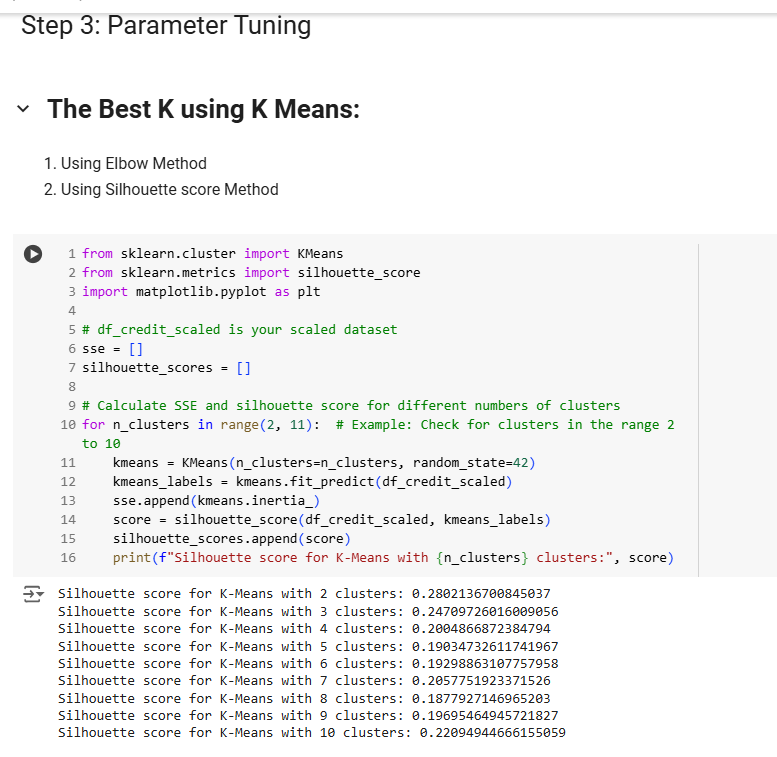 Step 3: Parameter Tuning
The Best K using K Means:
1. Using Elbow Method
2. Using Silhouette score Method
1 from sklearn.cluster import KMeans
2 from sklearn.metrics import silhouette_score
3 import matplotlib.pyplot as plt
4
5 # df_credit_scaled is your scaled dataset
6 sse = []
7 silhouette_scores = []
8
9 # Calculate SSE and silhouette score for different numbers of clusters
10 for n_clusters in range(2, 11):  # Example: Check for clusters in the range 2
to 10
11     kmeans = KMeans(n_clusters=n_clusters, random_state=42)
12     kmeans_labels = kmeans.fit_predict(df_credit_scaled)
13     sse.append(kmeans.inertia_)
14     score = silhouette_score(df_credit_scaled, kmeans_labels)
15     silhouette_scores.append(score)
16     print(f"Silhouette score for K-Means with {n_clusters} clusters:", score)
Silhouette score for K-Means with 2 clusters: 0.2802136700845037
Silhouette score for K-Means with 3 clusters: 0.24709726016009056
Silhouette score for K-Means with 4 clusters: 0.2004866872384794
Silhouette score for K-Means with 5 clusters: 0.19034732611741967
Silhouette score for K-Means with 6 clusters: 0.19298863107757958
Silhouette score for K-Means with 7 clusters: 0.2057751923371526
Silhouette score for K-Means with 8 clusters: 0.1877927146965203
Silhouette score for K-Means with 9 clusters: 0.19695464945721827
Silhouette score for K-Means with 10 clusters: 0.22094944666155059